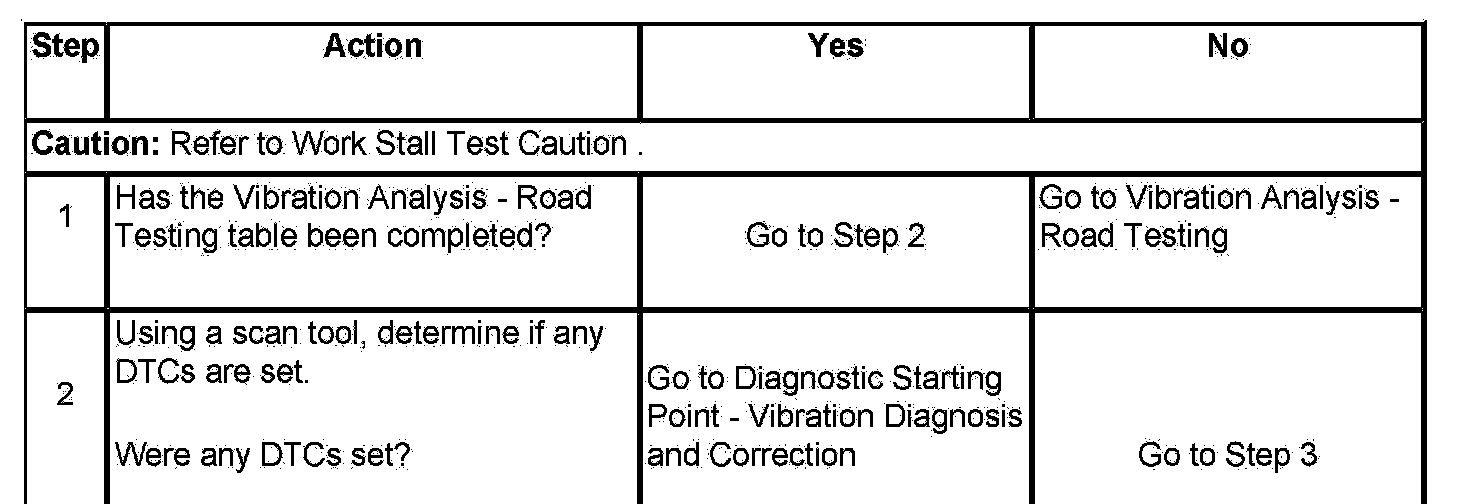 Step Action Yes No
Caution: Refer to Work Stall Test Caution .
1
Has the Vibration Analysis - Road
Testing table been completed?
Go to Step 2
Go to Vibration Analysis -
Road Testing
2
Using a scan tool, determine if any
DTCs are set.
Were any DTCs set?
Go to Diagnostic Starting
Point - Vibration Diagnosis
and Correction
Go to Step 3